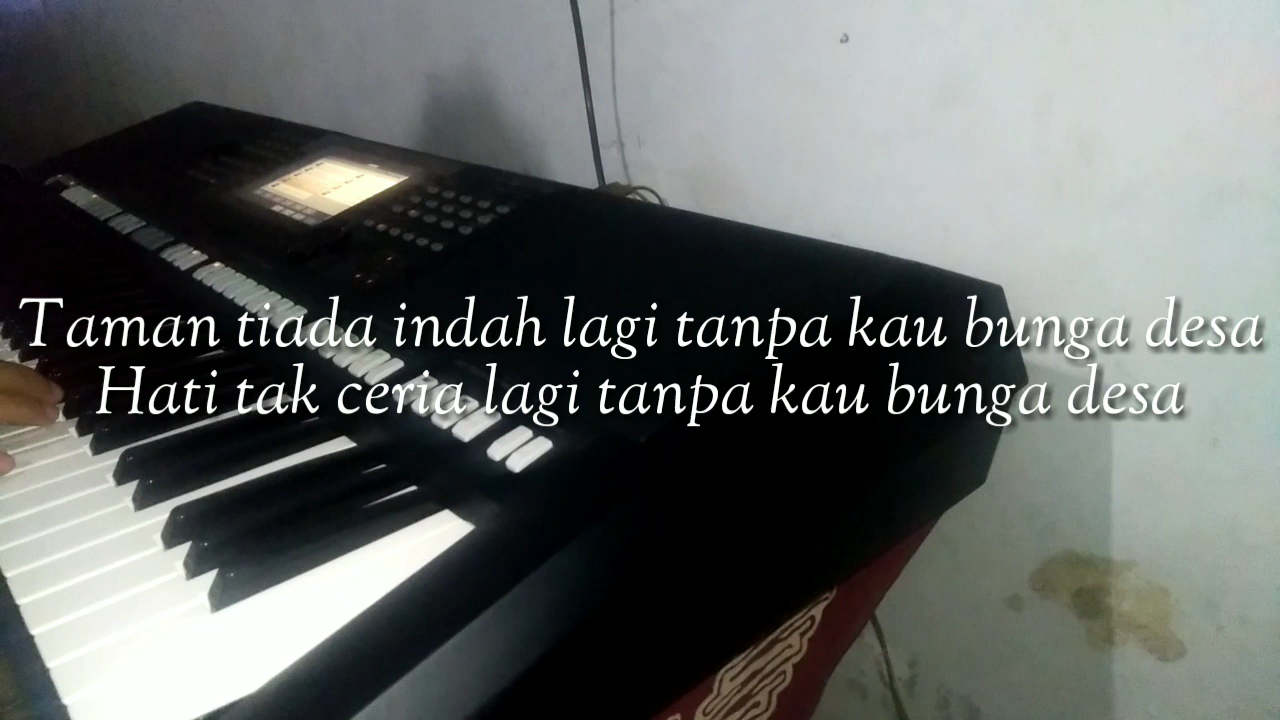 Taman tiada indah lagi tanpa kau bunga desa
Hati tak ceria lagi tanpa kau bunga desa